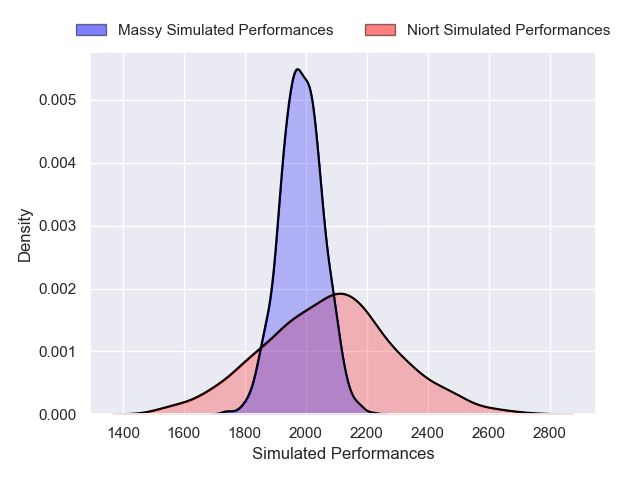 Massy Simulated Performances
Niort Simulated Performances
Density
0.005
0.004
0.003
0.002
0.001
0.000
1400 1600 1800 2000 2200 2400 2600 2800
Simulated Performances